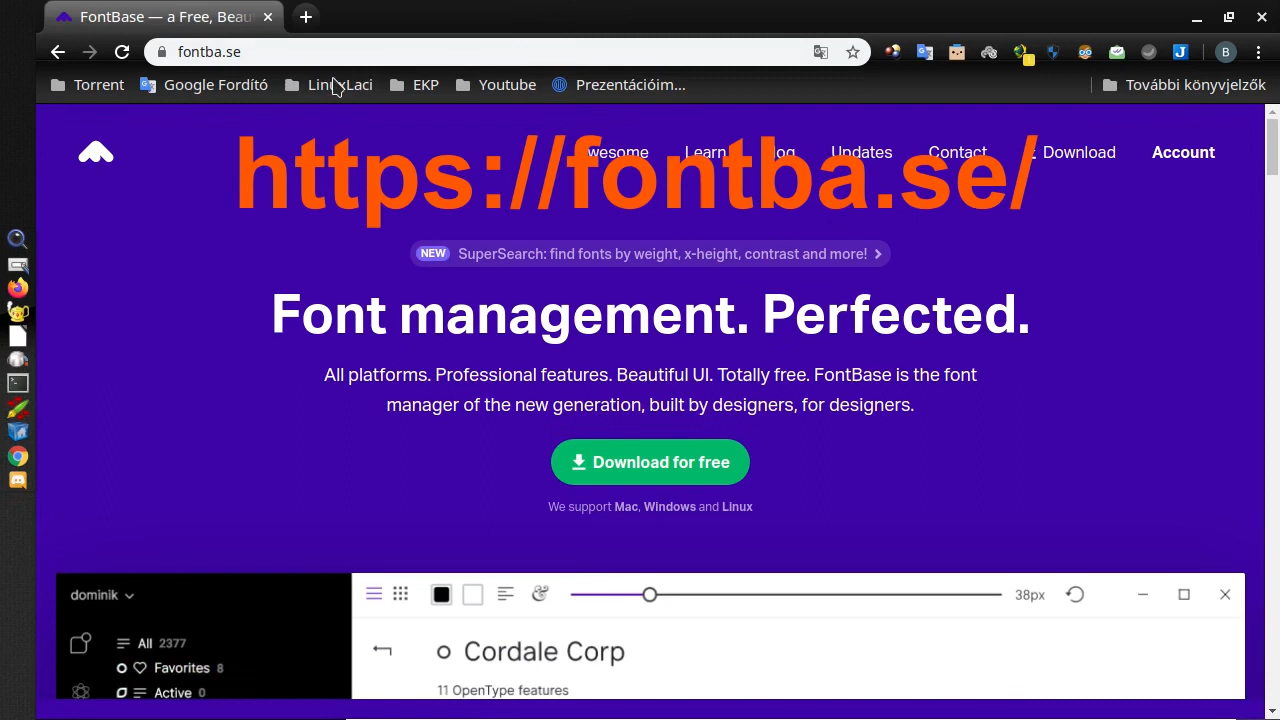 FontBase — a Free, Beau
fontba.se
B
Torrent
Google Fordító
LinuxLaci
EKP
Youtube
Prezentációim...
További könyvjelzők
https://fontba.se/
Learn
Updates
Contact
Download
Account
NEW SuperSearch: find fonts by weight, x-height, contrast and more!
Font management. Perfected.
All platforms. Professional features. Beautiful UI. Totally free. FontBase is the font
manager of the new generation, built by designers, for designers.
Download for free
We support Mac, Windows and Linux
dominik
38px
All 2377
Cordale Corp
Favorites 8
11 OpenType features
Active 0